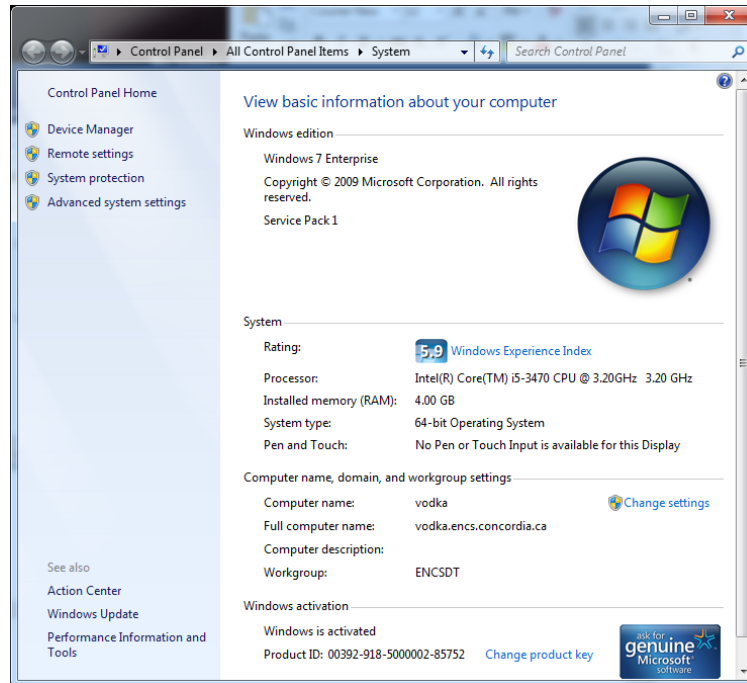 Control Panel ▸ All Control Panel Items ▸ System
Search Control Panel
Control Panel Home
Device Manager
Remote settings
System protection
Advanced system settings
See also
Action Center
Windows Update
Performance Information and
Tools
View basic information about your computer
Windows edition
Windows 7 Enterprise
Copyright © 2009 Microsoft Corporation.  All rights
reserved.
Service Pack 1
System
Rating: 5.9 Windows Experience Index
Processor: Intel(R) Core(TM) i5-3470 CPU @ 3.20GHz   3.20 GHz
Installed memory (RAM): 4.00 GB
System type: 64-bit Operating System
Pen and Touch: No Pen or Touch Input is available for this Display
Computer name, domain, and workgroup settings
Computer name: vodka Change settings
Full computer name: vodka.encs.concordia.ca
Computer description:
Workgroup: ENCSDT
Windows activation
Windows is activated
Product ID: 00392-918-5000002-85752 Change product key
ask for
genuine
Microsoft
software